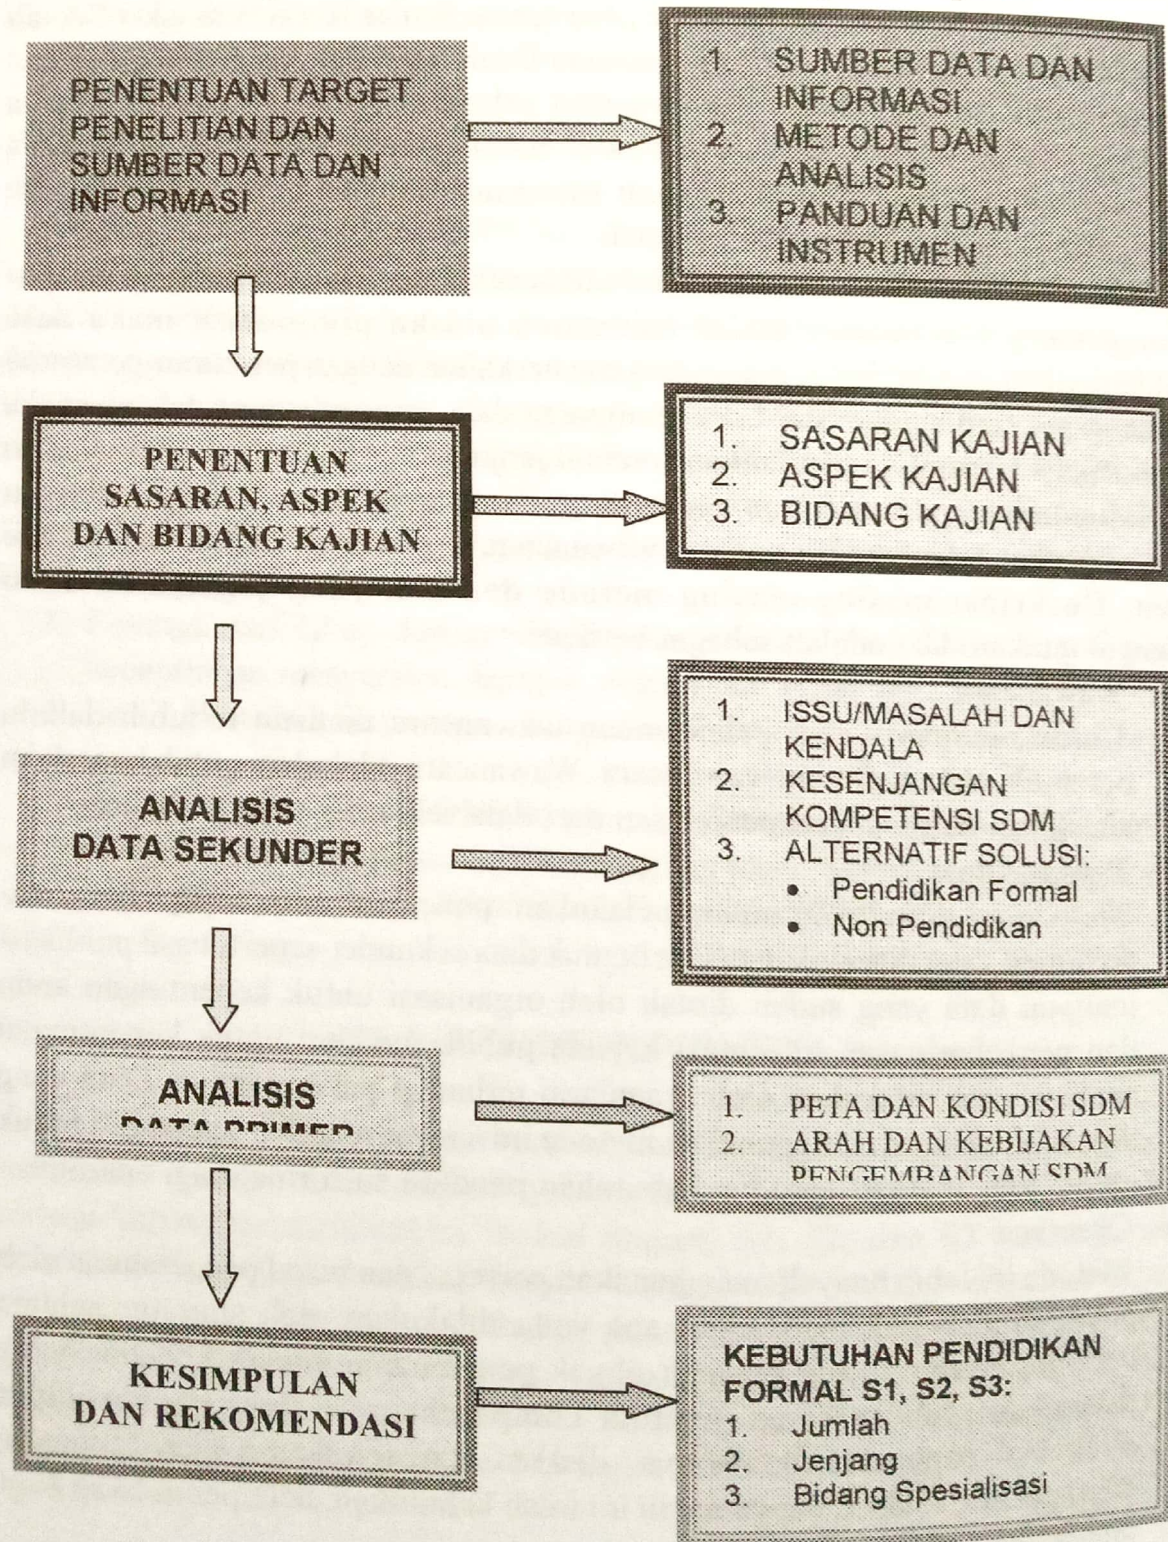 PENENTUAN TARGET
PENELITIAN DAN
SUMBER DATA DAN
INFORMASI
1. SUMBER DATA DAN
INFORMASI
2. METODE DAN
ANALISIS
3. PANDUAN DAN
INSTRUMEN
PENENTUAN
SASARAN, ASPEK
DAN BIDANG KAJIAN
1. SASARAN KAJIAN
2. ASPEK KAJIAN
3. BIDANG KAJIAN
ANALISIS
DATA SEKUNDER
1. ISSU/MASALAH DAN
KENDALA
2. KESENJANGAN
KOMPETENSI SDM
3. ALTERNATIF SOLUSI:
• Pendidikan Formal
• Non Pendidikan
ANALISIS
DATA PRIMER
1. PETA DAN KONDISI SDM
2. ARAH DAN KEBIJAKAN
PENGEMBANGAN SDM
KESIMPULAN
DAN REKOMENDASI
KEBUTUHAN PENDIDIKAN
FORMAL S1, S2, S3:
1. Jumlah
2. Jenjang
3. Bidang Spesialisasi